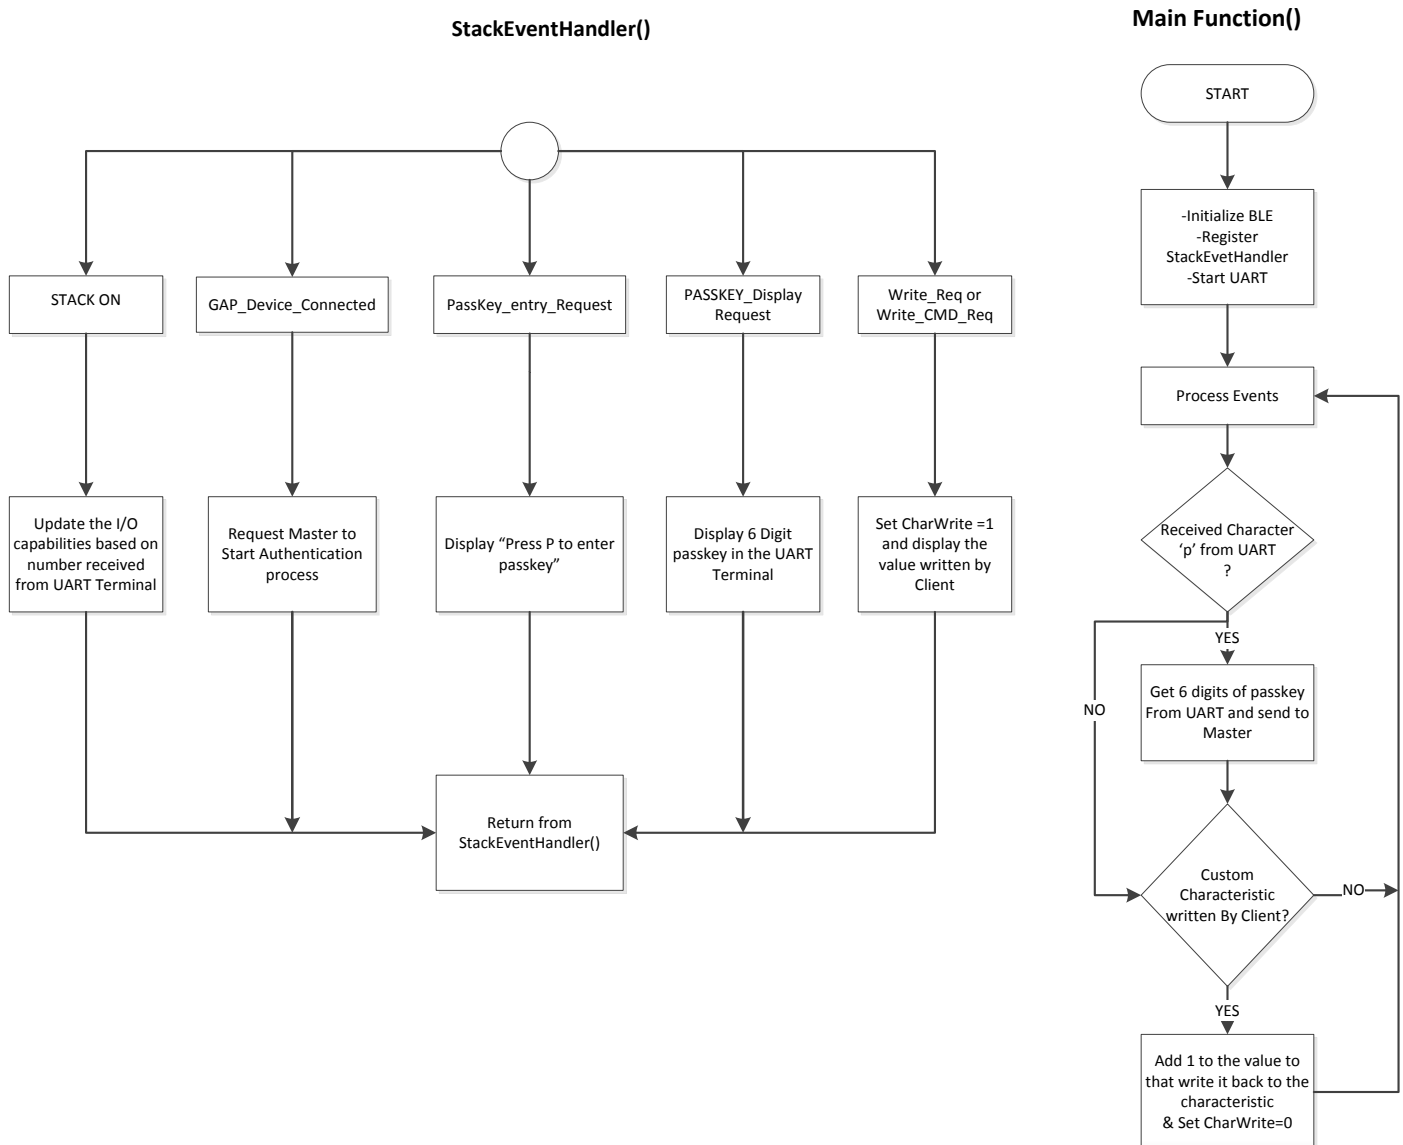 StackEventHandler()
STACK ON
GAP_Device_Connected
PassKey_entry_Request
PASSKEY_Display
Request
Write_Req or
Write_CMD_Req
Update the I/O
capabilities based on
number received
from UART Terminal
Request Master to
Start Authentication
process
Display “Press P to enter
passkey”
Display 6 Digit
passkey in the UART
Terminal
Set CharWrite =1
and display the
value written by
Client
Return from
StackEventHandler()
Main Function()
START
-Initialize BLE
-Register
StackEvetHandler
-Start UART
Process Events
Received Character
‘p’ from UART
?
YES
NO
Get 6 digits of passkey
From UART and send to
Master
Custom
Characteristic
written By Client?
NO
YES
Add 1 to the value to
that write it back to the
characteristic
& Set CharWrite=0